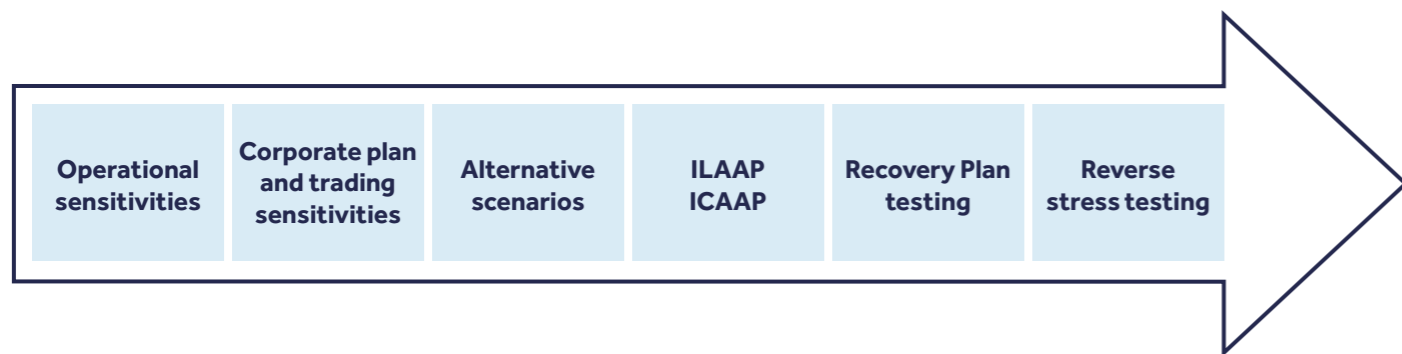 Operational
sensitivities
Corporate plan
and trading
sensitivities
Alternative
scenarios
ILAAP
ICAAP
Recovery Plan
testing
Reverse
stress testing